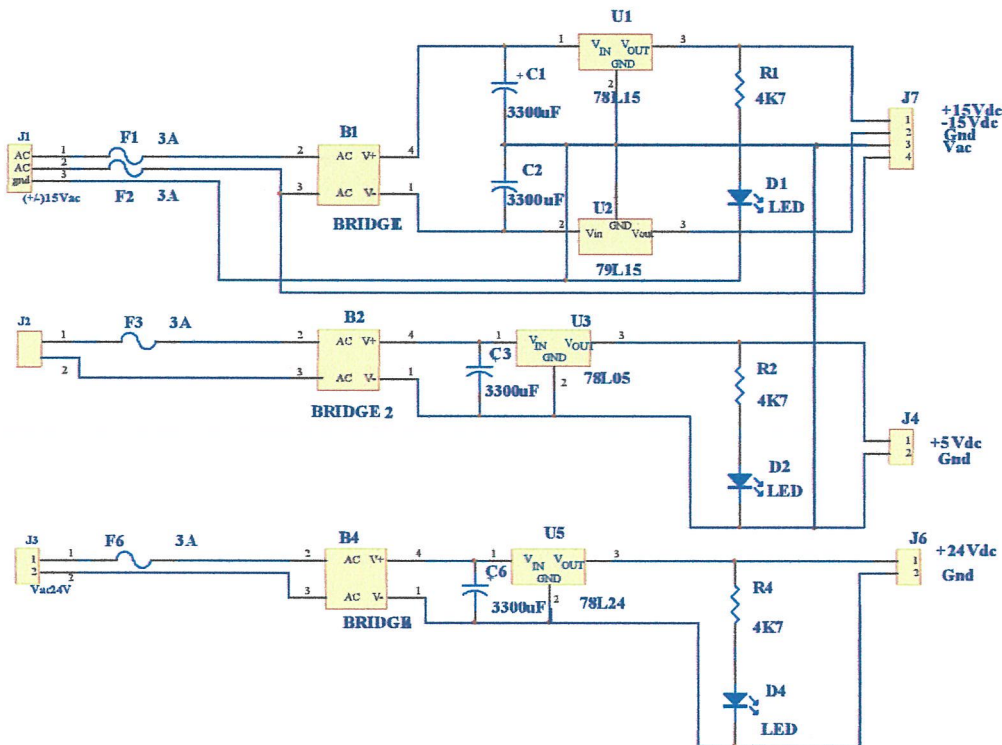 U1
1 VIN VOUT 3
GND
2
78L15
+ C1
3300uF
R1
4K7
J7
1 +15Vdc
2 -15Vdc
3 Gnd
4 Vac
J1
AC 1
AC 2
gnd 3
(+/-)15Vac
F1 3A
F2 3A
B1
2 AC V+ 4
3 AC V- 1
BRIDGE
C2
3300uF
U2
GND
2 Vin Vout 3
79L15
D1
LED
J2
1
2
F3 3A
B2
2 AC V+ 4
3 AC V- 1
BRIDGE 2
C3
3300uF
U3
1 VIN VOUT 3
GND
2
78L05
R2
4K7
D2
LED
J4
1 +5Vdc
2 Gnd
J3
1 1
2 2
Vac24V
F6 3A
B4
2 AC V+ 4
3 AC V- 1
BRIDGE
C6
3300uF
U5
1 VIN VOUT 3
GND
2
78L24
R4
4K7
D4
LED
J6
1 +24Vdc
2 Gnd